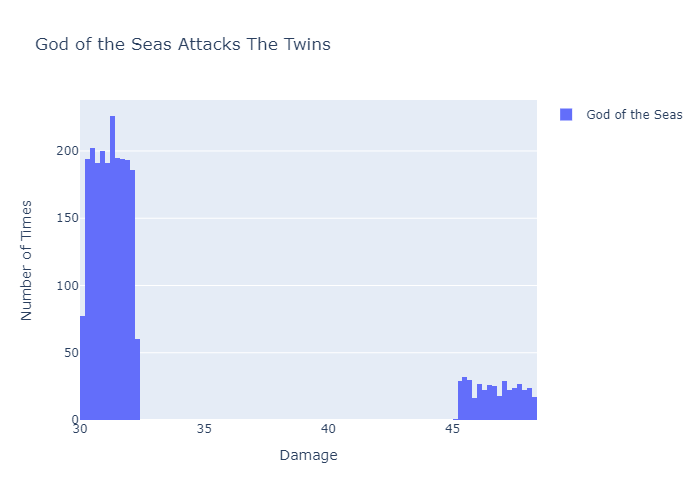 God of the Seas Attacks The Twins
God of the Seas
200
150
100
50
0
30
35
40
45
Number of Times
Damage